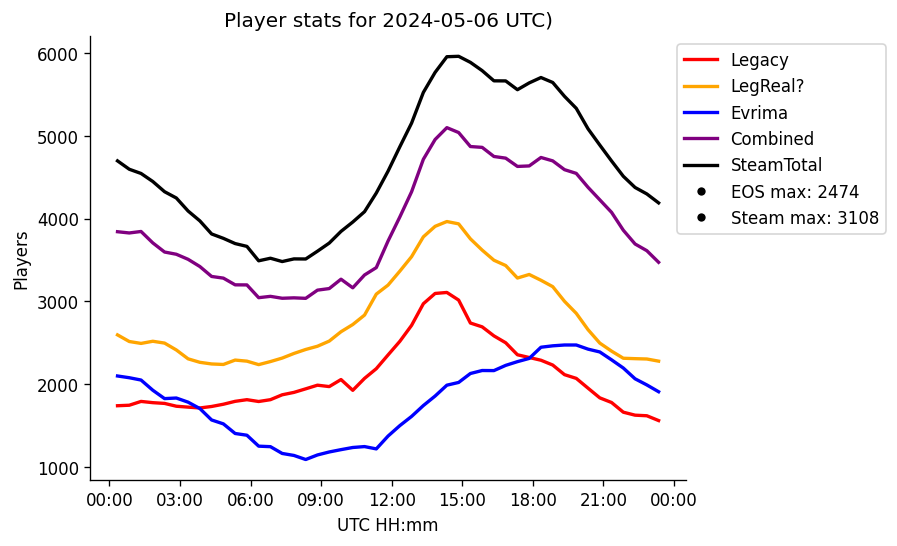 Player stats for 2024-05-06 UTC)
6000
5000
4000
3000
2000
1000
Players
00:00 03:00 06:00 09:00 12:00 15:00 18:00 21:00 00:00
UTC HH:mm
Legacy
LegReal?
Evrima
Combined
SteamTotal
EOS max: 2474
Steam max: 3108